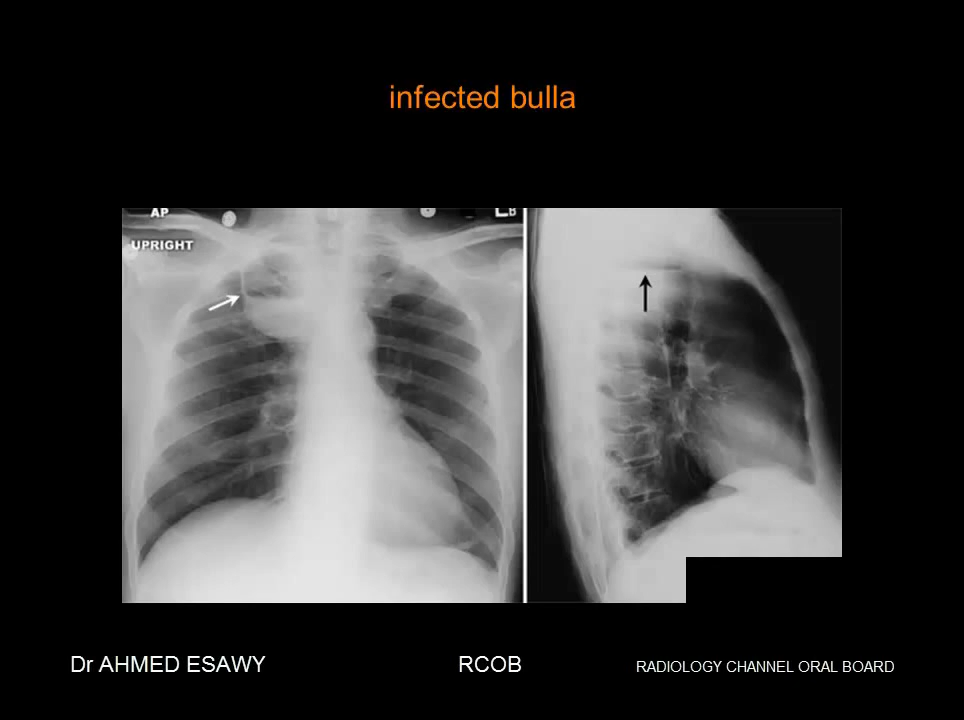 infected bulla
AP
UPRIGHT
LB
Dr AHMED ESAWY
RCOB
RADIOLOGY CHANNEL ORAL BOARD